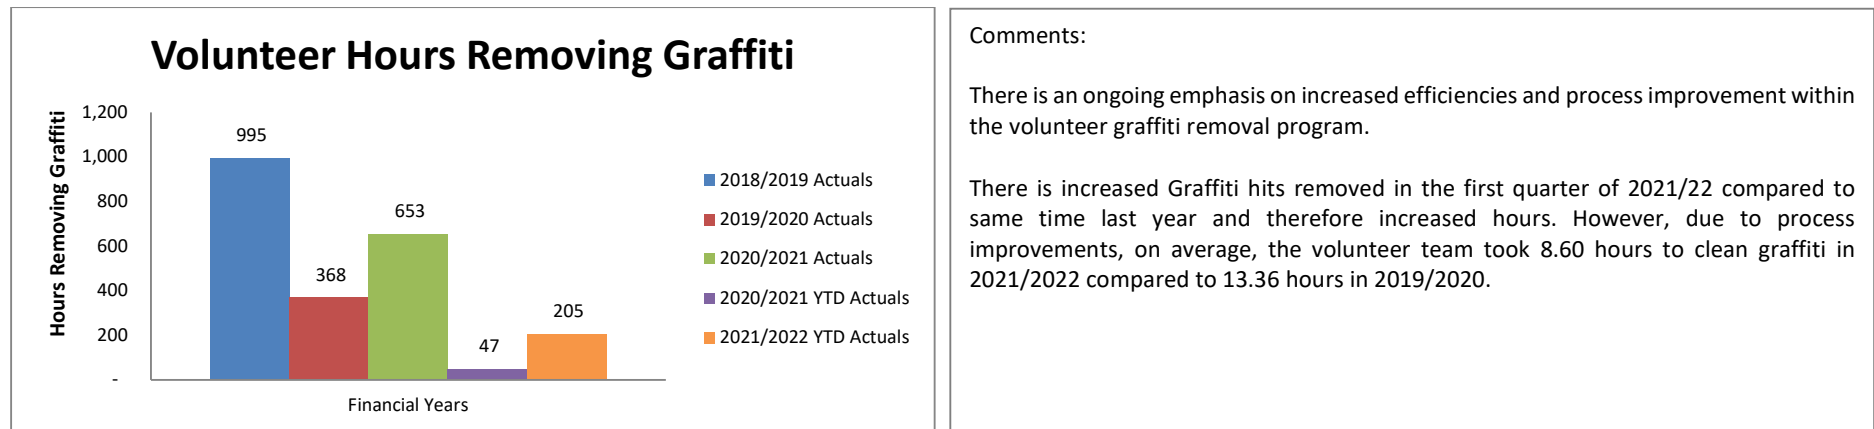 Volunteer Hours Removing Graffiti
Hours Removing Graffiti
1,200
1,000
800
600
400
200
-
995
368
653
47
205
Financial Years
2018/2019 Actuals
2019/2020 Actuals
2020/2021 Actuals
2020/2021 YTD Actuals
2021/2022 YTD Actuals
Comments:
There is an ongoing emphasis on increased efficiencies and process improvement within
the volunteer graffiti removal program.
There is increased Graffiti hits removed in the first quarter of 2021/22 compared to
same time last year and therefore increased hours. However, due to process
improvements, on average, the volunteer team took 8.60 hours to clean graffiti in
2021/2022 compared to 13.36 hours in 2019/2020.